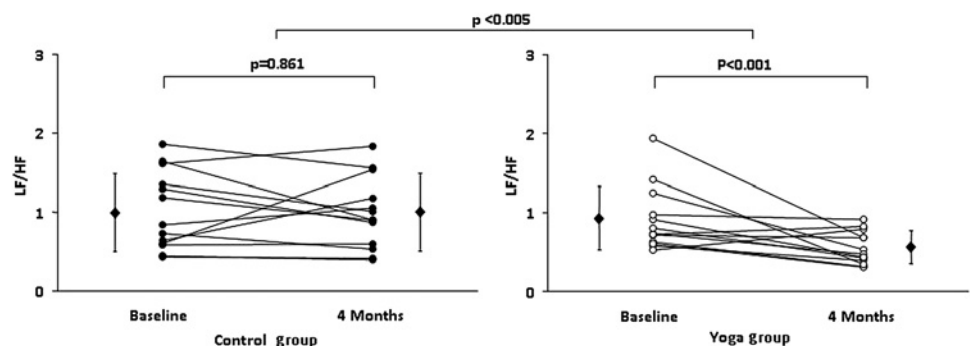 p <0.005
3
p=0.861
2
LF/HF
1
0
Baseline 4 Months
Control group
3
P<0.001
2
LF/HF
1
0
Baseline 4 Months
Yoga group